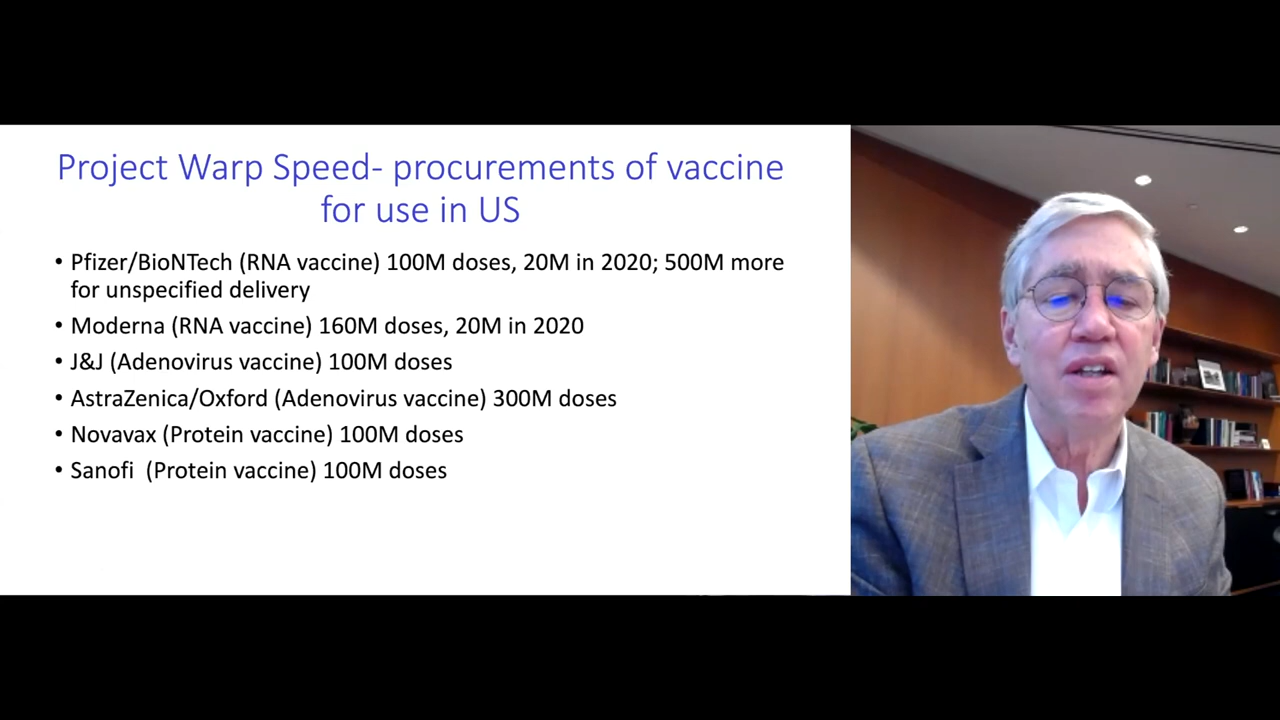 Project Warp Speed- procurements of vaccine
for use in US
• Pfizer/BioNTech (RNA vaccine) 100M doses, 20M in 2020; 500M more
for unspecified delivery
• Moderna (RNA vaccine) 160M doses, 20M in 2020
• J&J (Adenovirus vaccine) 100M doses
• AstraZenica/Oxford (Adenovirus vaccine) 300M doses
• Novavax (Protein vaccine) 100M doses
• Sanofi  (Protein vaccine) 100M doses